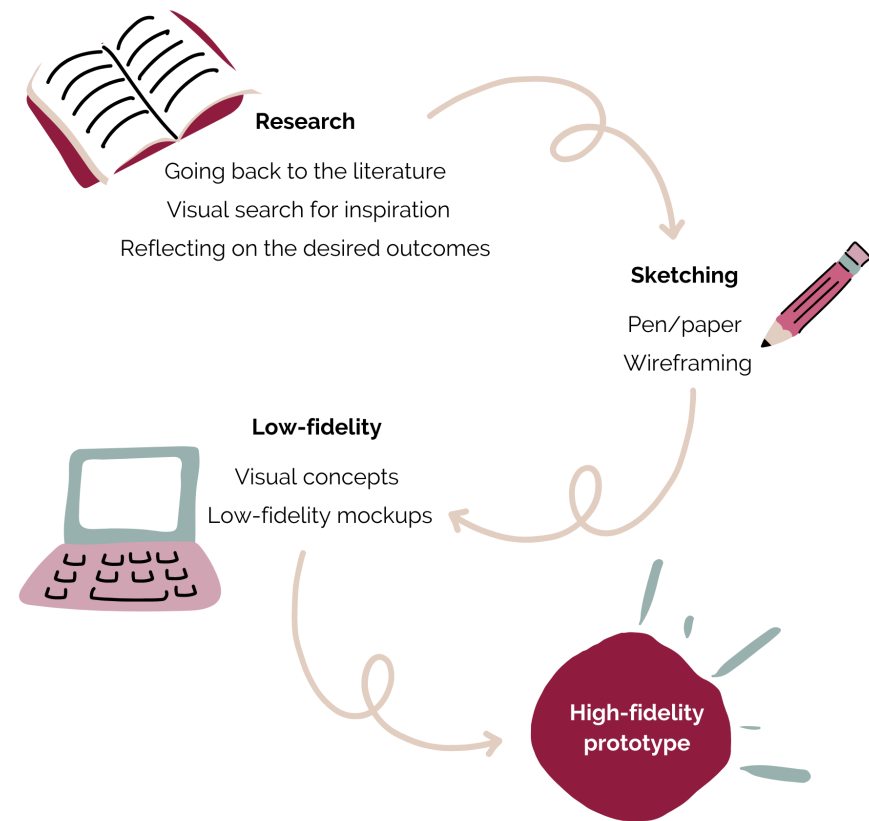 Research
Going back to the literature
Visual search for inspiration
Reflecting on the desired outcomes
Sketching
Pen/paper
Wireframing
Low-fidelity
Visual concepts
Low-fidelity mockups
High-fidelity
prototype